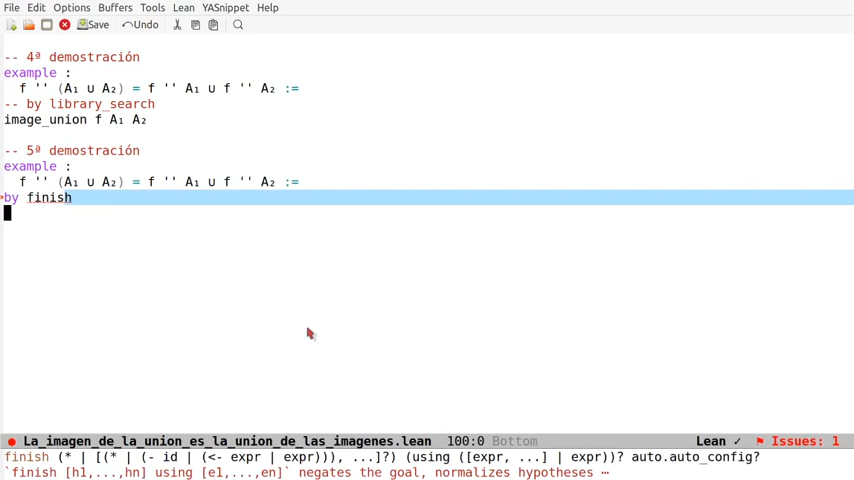 File Edit Options Buffers Tools Lean YASnippet Help
Save Undo
-- 4ª demostración
example :
f '' (A₁ ∪ A₂) = f '' A₁ ∪ f '' A₂ :=
-- by library_search
image_union f A₁ A₂
-- 5ª demostración
example :
f '' (A₁ ∪ A₂) = f '' A₁ ∪ f '' A₂ :=
by finish
La_imagen_de_la_union_es_la_union_de_las_imagenes.lean 100:0 Bottom Lean ✓ Issues: 1
finish (* | [(* | (- id | (<- expr | expr))), ...]?) (using ([expr, ...] | expr))? auto.auto_config?
`finish [h1,...,hn] using [e1,...,en]` negates the goal, normalizes hypotheses ⋯